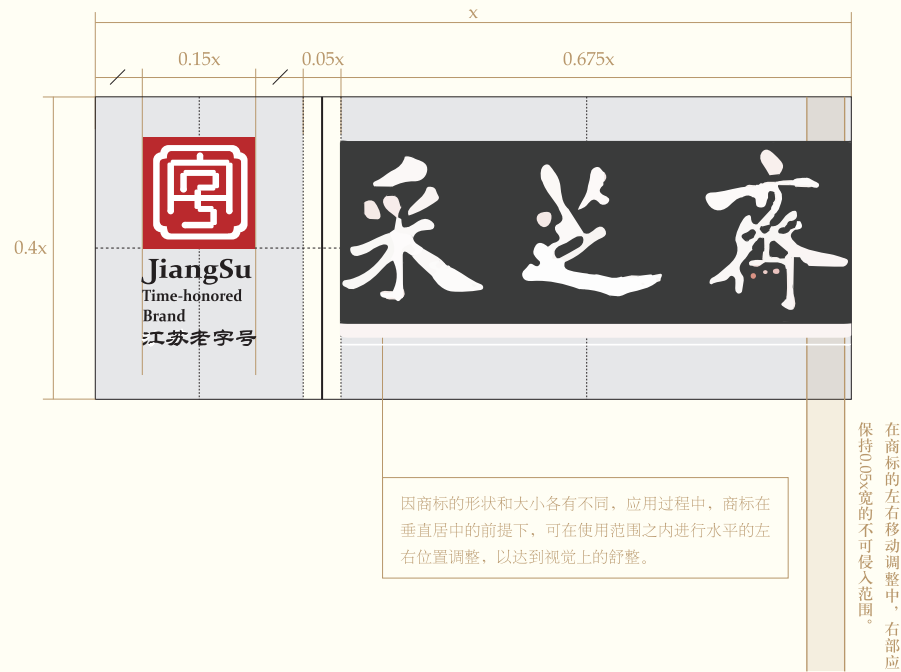 x
0.15x
0.05x
0.675x
0.4x
采芝斋
JiangSu
Time-honored
Brand
江苏老字号
因商标的形状和大小各有不同，应用过程中，商标在
垂直居中的前提下，可在使用范围之内进行水平的左
右位置调整，以达到视觉上的舒整。
在商标的左右移动调整中，右部应
保持0.05x宽的不可侵入范围。